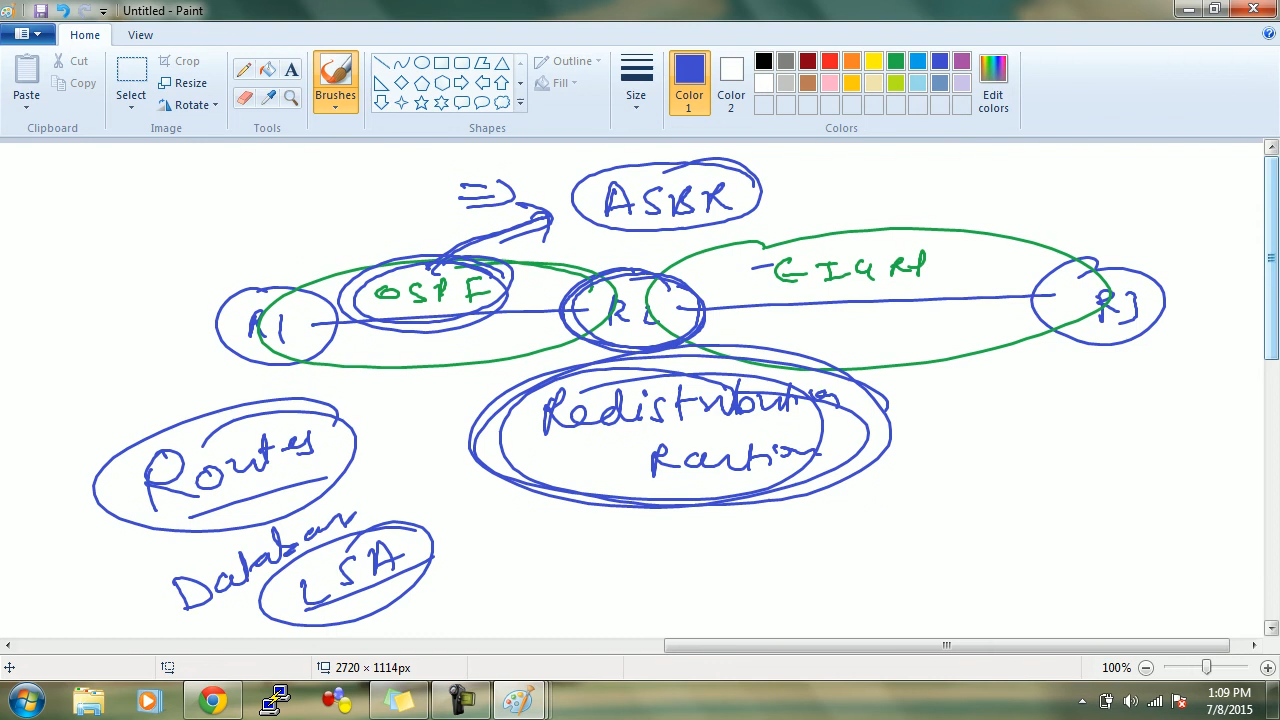 Untitled - Paint
Home
View
Paste
Cut
Copy
Clipboard
Select
Crop
Resize
Rotate
Image
A
Tools
Brushes
Outline
Fill
Shapes
Size
Color
1
Color
2
Edit
colors
Colors
=> ASBR
OSPF
EIGRP
R1
R2
R3
Redistribution
Routes
Database
LSA
2720 × 1114px
100%
1:09 PM
7/8/2015